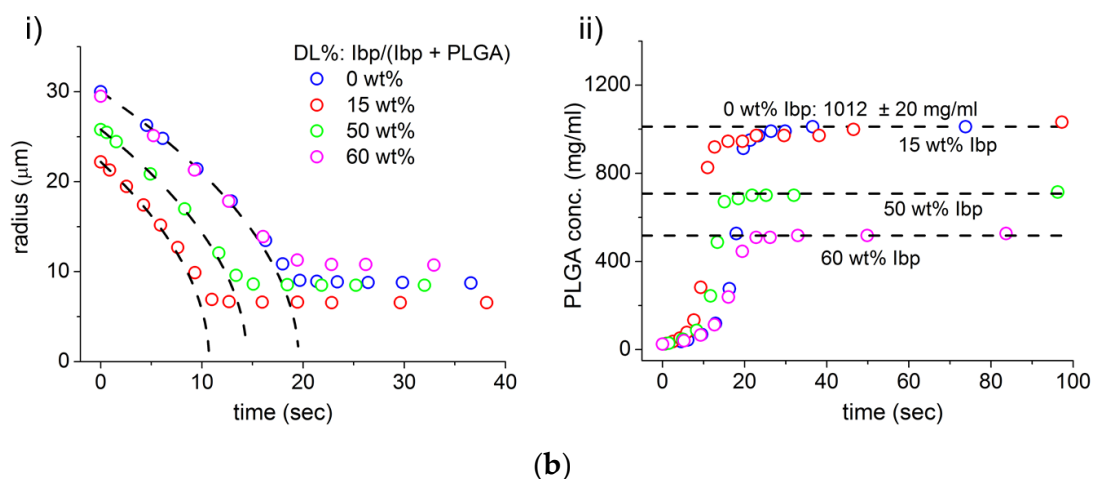 i)
DL%: Ibp/(Ibp + PLGA)
0 wt%
15 wt%
50 wt%
60 wt%
30
20
10
0
radius (μm)
0 10 20 30 40
time (sec)
ii)
1200
800
400
0
PLGA conc. (mg/ml)
0 wt% Ibp: 1012 ± 20 mg/ml
15 wt% Ibp
50 wt% Ibp
60 wt% Ibp
0 20 40 60 80 100
time (sec)
(b)